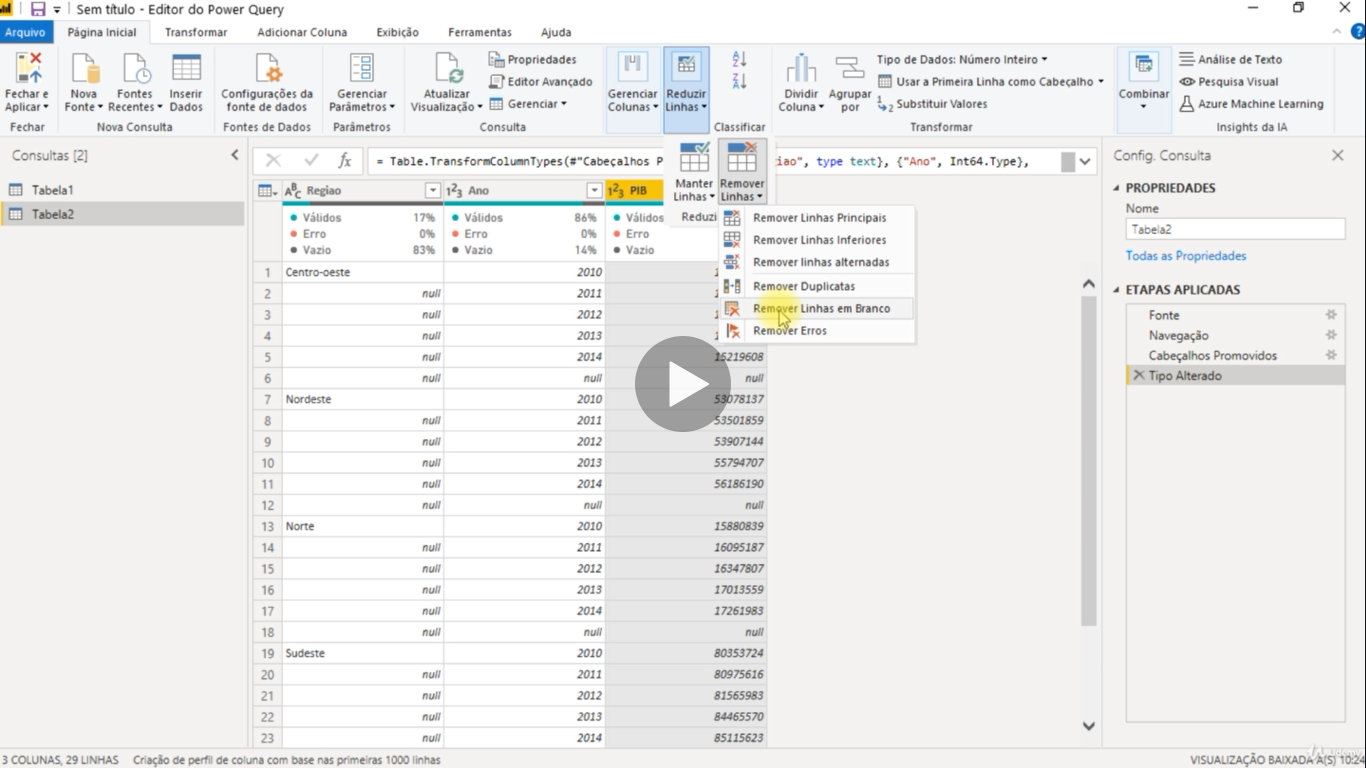 Sem título - Editor do Power Query
Arquivo Página Inicial Transformar Adicionar Coluna Exibição Ferramentas Ajuda
Fechar e Aplicar
Fechar
Nova Fonte
Fontes Recentes
Inserir Dados
Nova Consulta
Configurações da fonte de dados
Fontes de Dados
Gerenciar Parâmetros
Parâmetros
Atualizar Visualização
Propriedades
Editor Avançado
Gerenciar
Consulta
Gerenciar Colunas
Reduzir Linhas
Classificar
Dividir Coluna
Agrupar por
Tipo de Dados: Número Inteiro
Usar a Primeira Linha como Cabeçalho
Substituir Valores
Transformar
Combinar
Análise de Texto
Pesquisa Visual
Azure Machine Learning
Insights da IA
Consultas [2]
Tabela1
Tabela2
= Table.TransformColumnTypes(#"Cabeçalhos P
iao", type text}, {"Ano", Int64.Type},
Manter Linhas
Remover Linhas
Reduzi
Remover Linhas Principais
Remover Linhas Inferiores
Remover linhas alternadas
Remover Duplicatas
Remover Linhas em Branco
Remover Erros
ABC Regiao 123 Ano 123 PIB
Válidos 17% Válidos 86% Válidos
Erro 0% Erro 0% Erro
Vazio 83% Vazio 14% Vazio
1 Centro-oeste 2010 1
2 null 2011 1
3 null 2012 1
4 null 2013 1
5 null 2014 15219608
6 null null null
7 Nordeste 2010 53078137
8 null 2011 53501859
9 null 2012 53907144
10 null 2013 55794707
11 null 2014 56186190
12 null null null
13 Norte 2010 15880839
14 null 2011 16095187
15 null 2012 16347807
16 null 2013 17013559
17 null 2014 17261983
18 null null null
19 Sudeste 2010 80353724
20 null 2011 80975616
21 null 2012 81565983
22 null 2013 84465570
23 null 2014 85115623
Config. Consulta
PROPRIEDADES
Nome
Tabela2
Todas as Propriedades
ETAPAS APLICADAS
Fonte
Navegação
Cabeçalhos Promovidos
Tipo Alterado
3 COLUNAS, 29 LINHAS Criação de perfil de coluna com base nas primeiras 1000 linhas
VISUALIZAÇÃO BAIXADA À(S) 10:24